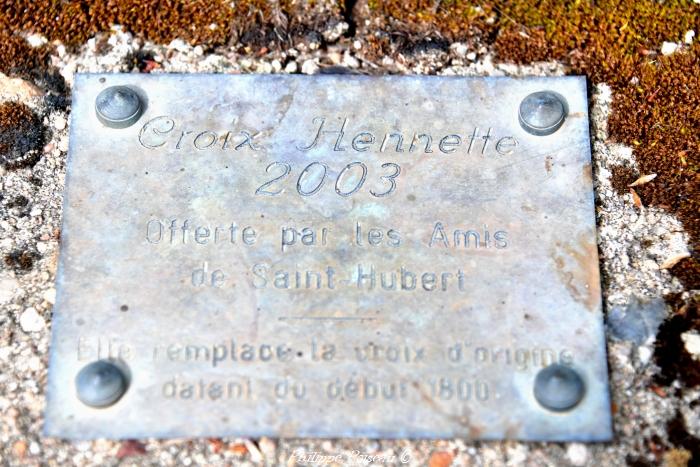 Croix Hennette
2003
Offerte par les Amis
de Saint-Hubert
Elle remplace la croix d'origine
datant du début 1800.
Philippe Poiseau ©